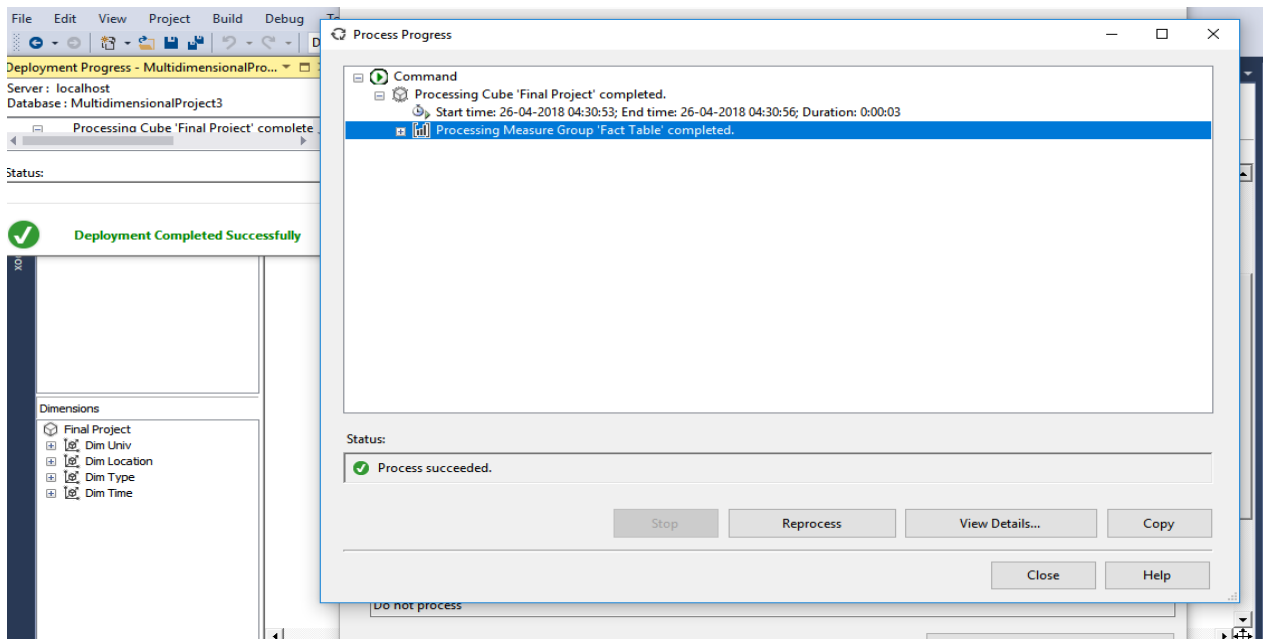 File Edit View Project Build Debug
Deployment Progress - MultidimensionalPro...
Server : localhost
Database : MultidimensionalProject3
Processing Cube 'Final Project' complete
Status:
Deployment Completed Successfully
Dimensions
Final Project
Dim Univ
Dim Location
Dim Type
Dim Time
Process Progress
Command
Processing Cube 'Final Project' completed.
Start time: 26-04-2018 04:30:53; End time: 26-04-2018 04:30:56; Duration: 0:00:03
Processing Measure Group 'Fact Table' completed.
Status:
Process succeeded.
Stop Reprocess View Details... Copy
Close Help
Do not process